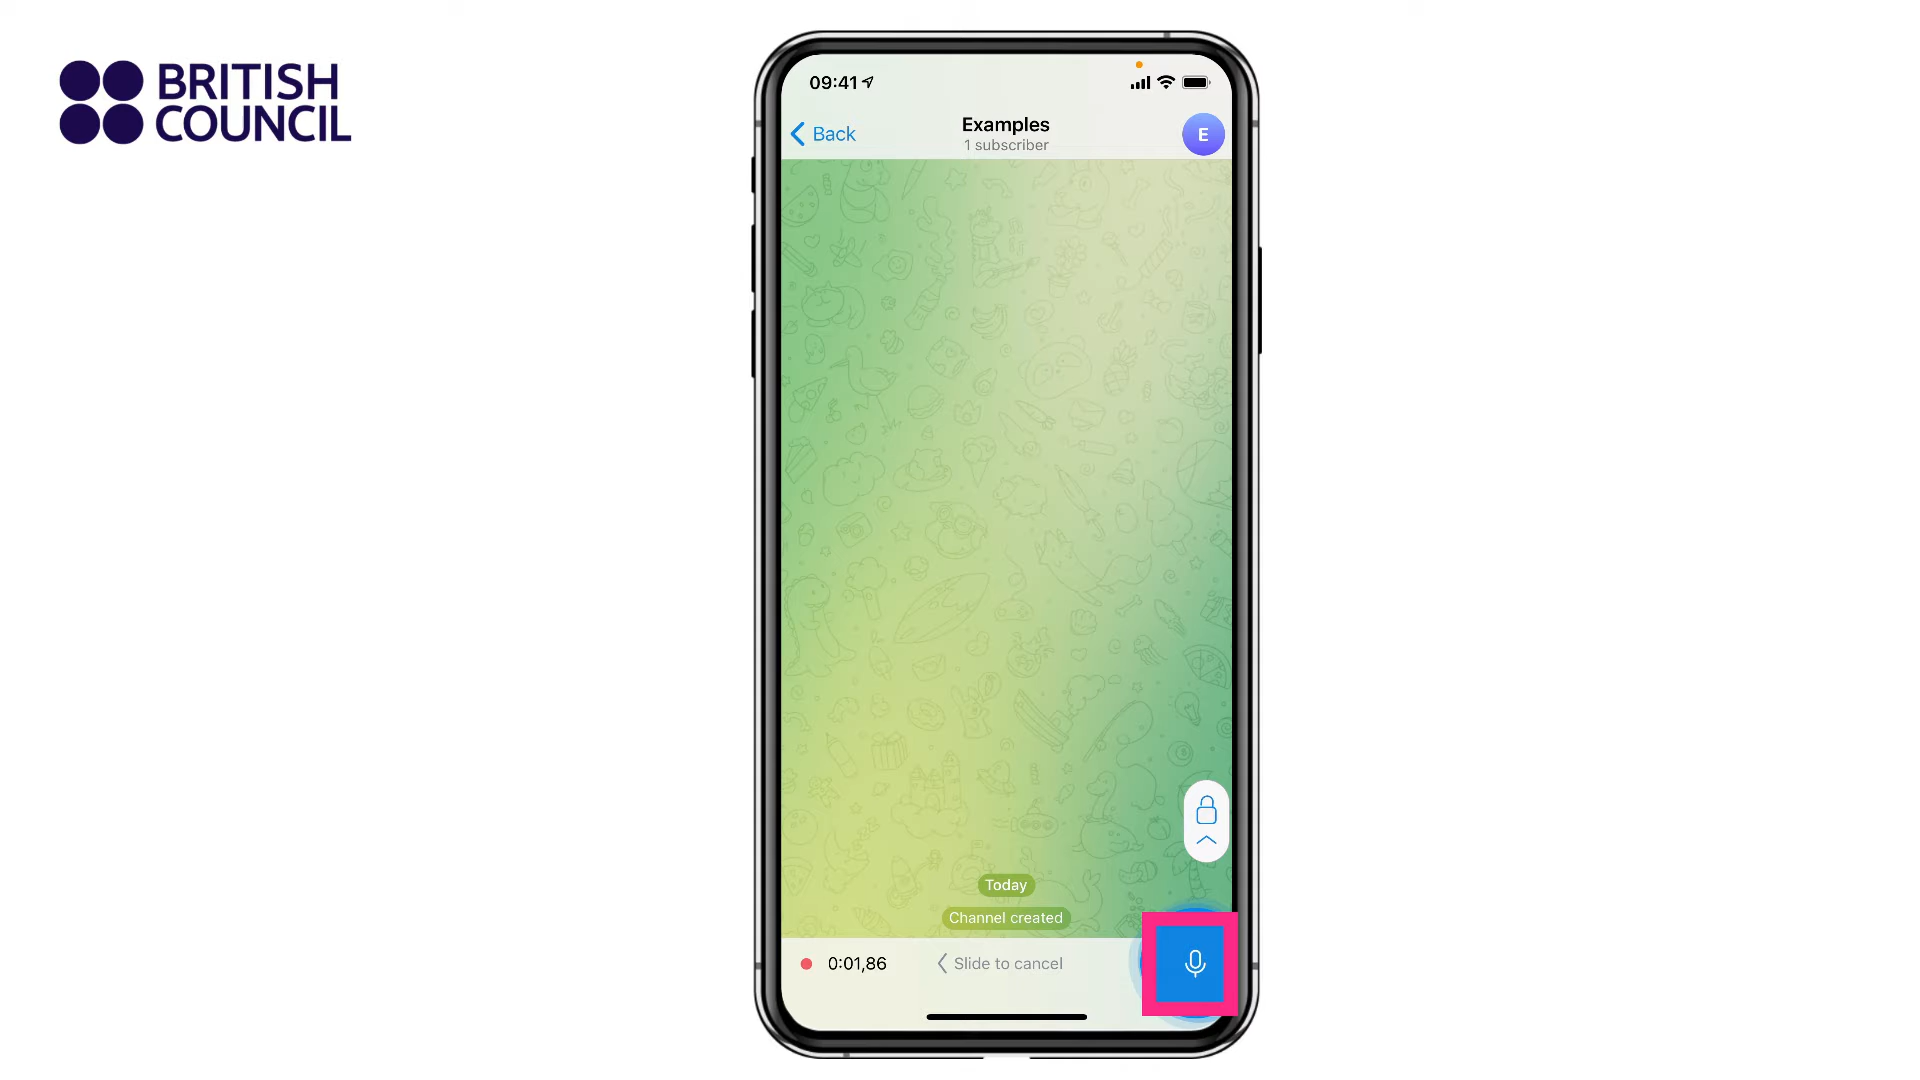 BRITISH
COUNCIL
09:41
Back
Examples
1 subscriber
E
Today
Channel created
0:01,86
Slide to cancel